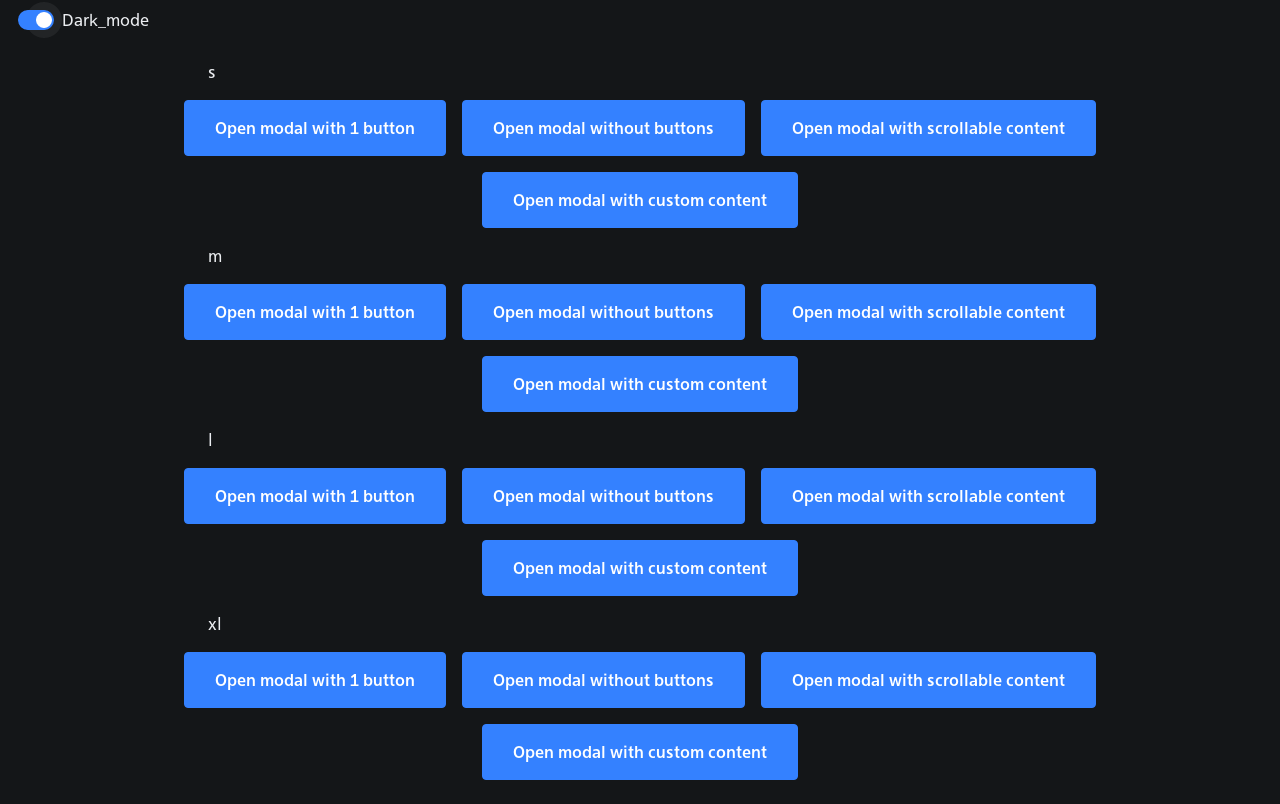 Dark_mode
s
Open modal with 1 button
Open modal without buttons
Open modal with scrollable content
Open modal with custom content
m
Open modal with 1 button
Open modal without buttons
Open modal with scrollable content
Open modal with custom content
l
Open modal with 1 button
Open modal without buttons
Open modal with scrollable content
Open modal with custom content
xl
Open modal with 1 button
Open modal without buttons
Open modal with scrollable content
Open modal with custom content